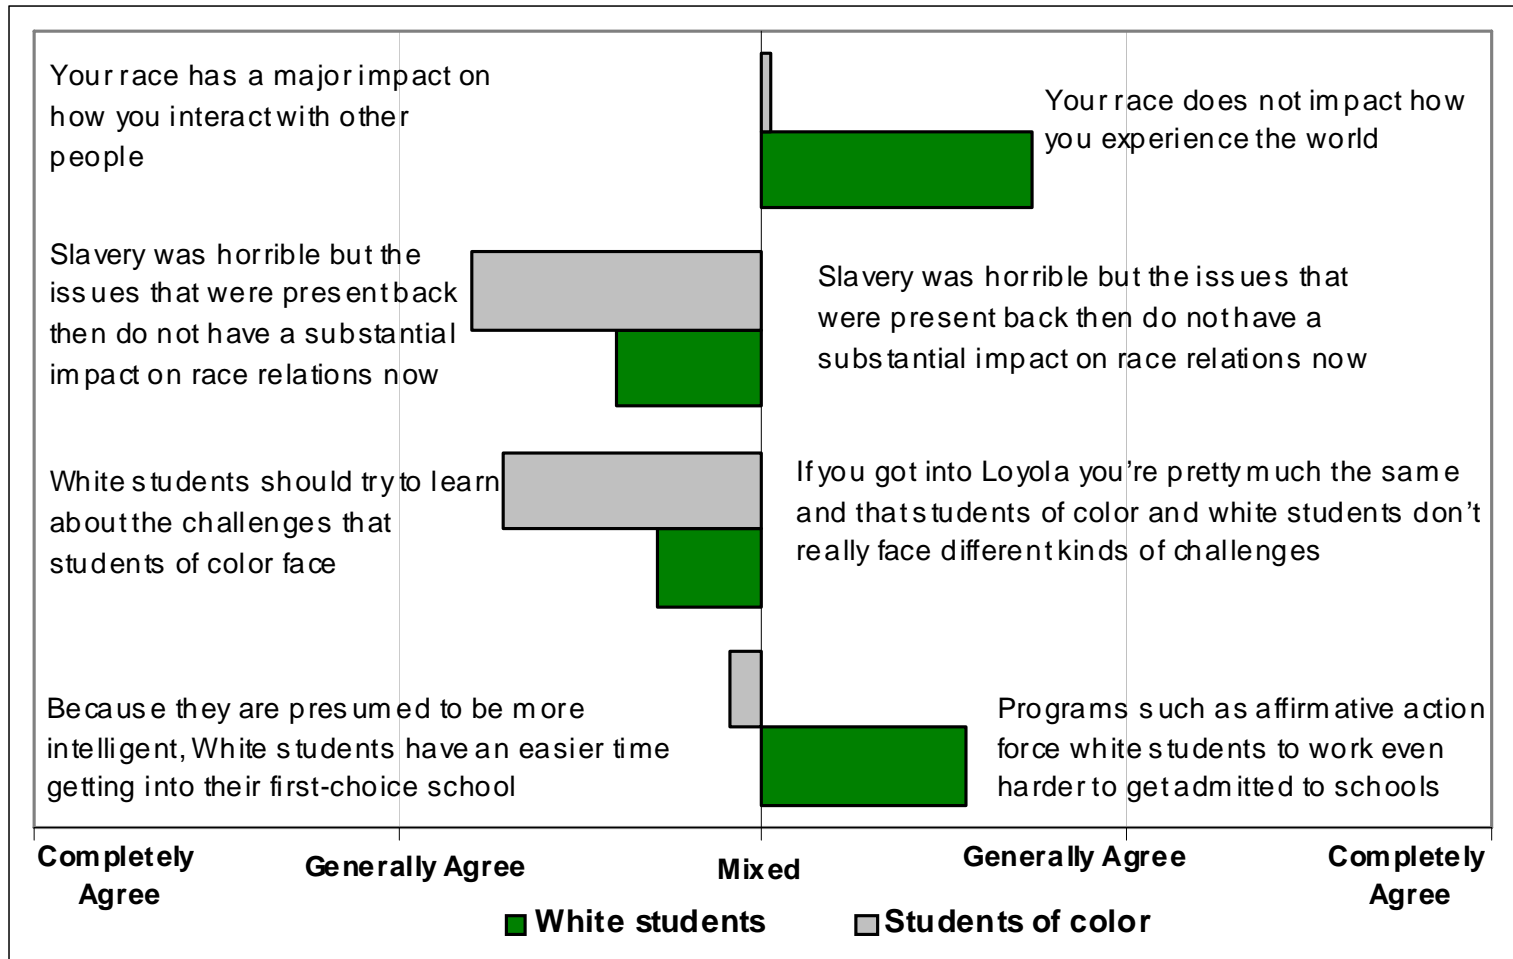 Your race has a major impact on
how you interact with other
people
Your race does not impact how
you experience the world
Slavery was horrible but the
issues that were present back
then do not have a substantial
impact on race relations now
Slavery was horrible but the issues that
were present back then do not have a
substantial impact on race relations now
White students should try to learn
about the challenges that
students of color face
If you got into Loyola you’re pretty much the same
and that students of color and white students don’t
really face different kinds of challenges
Because they are presumed to be more
intelligent, White students have an easier time
getting into their first-choice school
Programs such as affirmative action
force white students to work even
harder to get admitted to schools
Completely
Agree
Generally Agree
Mixed
Generally Agree
Completely
Agree
White students
Students of color